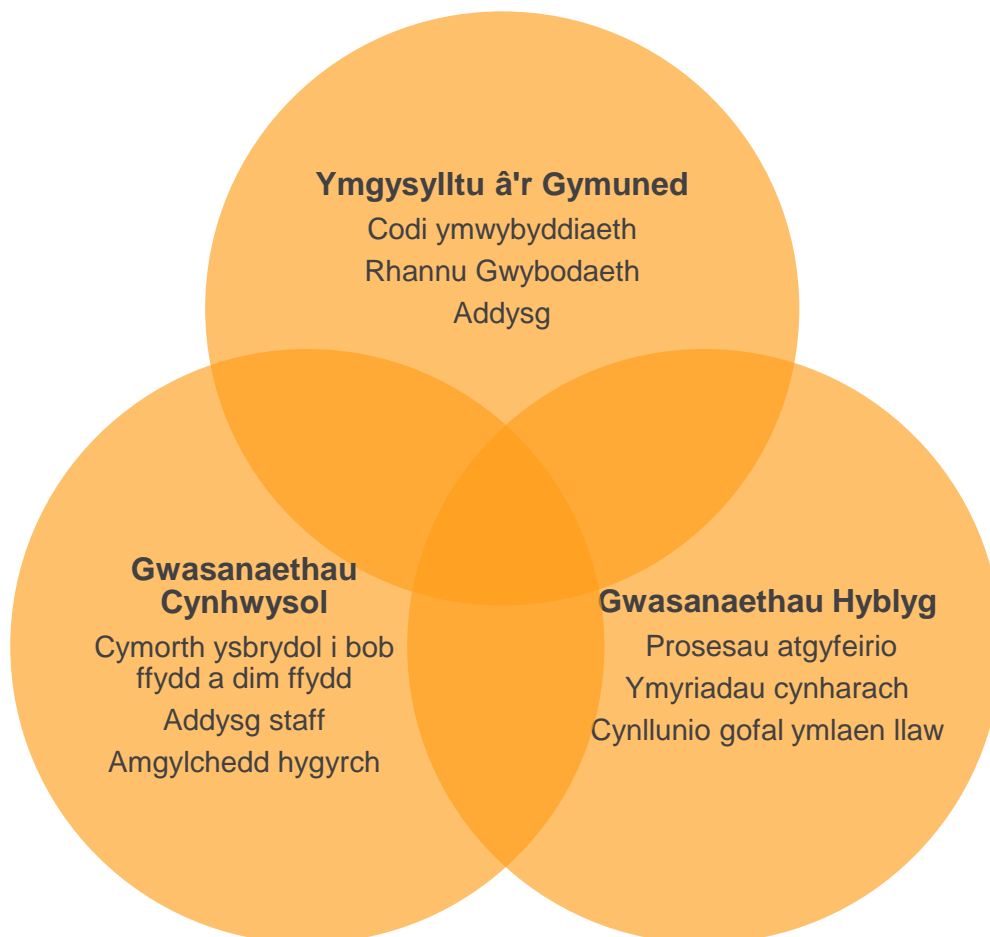 Ymgysylltu â'r Gymuned
Codi ymwybyddiaeth
Rhannu Gwybodaeth
Addysg
Gwasanaethau
Cynhwysol
Cymorth ysbrydol i bob
ffydd a dim ffydd
Addysg staff
Amgylchedd hygyrch
Gwasanaethau Hyblyg
Prosesau atgyfeirio
Ymyriadau cynharach
Cynllunio gofal ymlaen llaw